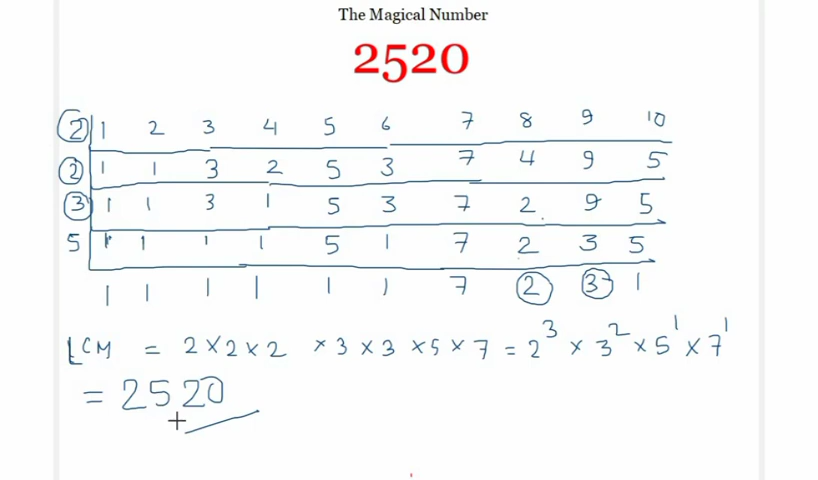 The Magical Number
2520
2 1 2 3 4 5 6 7 8 9 10
2 1 1 3 2 5 3 7 4 9 5
3 1 1 3 1 5 3 7 2 9 5
5 1 1 1 1 5 1 7 2 3 5
1 1 1 1 1 1 7 2 3 1
LCM = 2 × 2 × 2 × 3 × 3 × 5 × 7 = 2³ × 3² × 5¹ × 7¹
= 2520